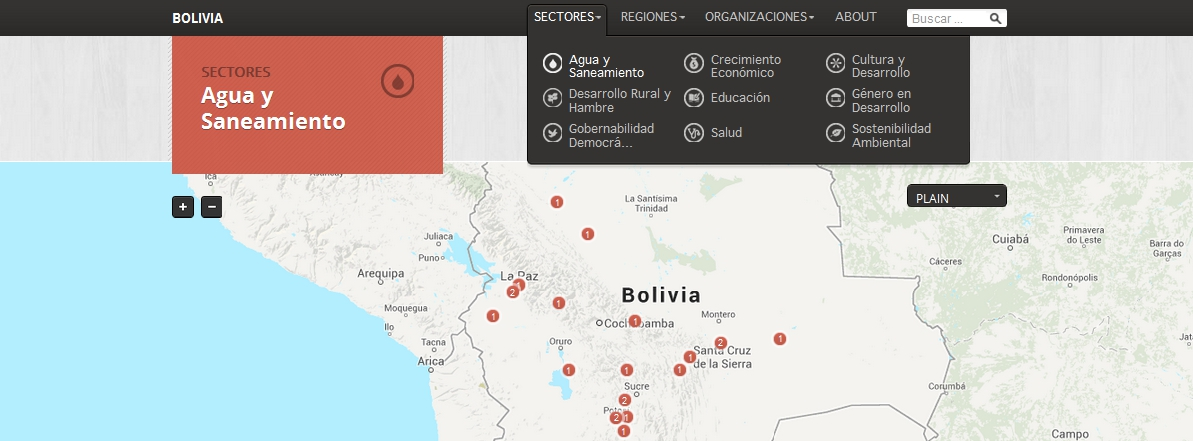 BOLIVIA
SECTORES
REGIONES
ORGANIZACIONES
ABOUT
Buscar ...
SECTORES
Agua y
Saneamiento
Agua y
Saneamiento
Crecimiento
Económico
Cultura y
Desarrollo
Desarrollo Rural y
Hambre
Educación
Género en
Desarrollo
Gobernabilidad
Democrá...
Salud
Sostenibilidad
Ambiental
+
−
PLAIN
Ica
La Santísima
Trinidad
1
1
Juliaca
Puno
Arequipa
La Paz
1
2
1
1
Moquegua
Ilo
Tacna
Arica
Bolivia
Cochabamba
1
Montero
Oruro
Santa Cruz
de la Sierra
2
1
1
1
1
1
Sucre
2
Potosí
2
1
1
Cuiabá
Primavera
do Leste
Barra do
Garças
Cáceres
Rondonópolis
Corumbá
Campo